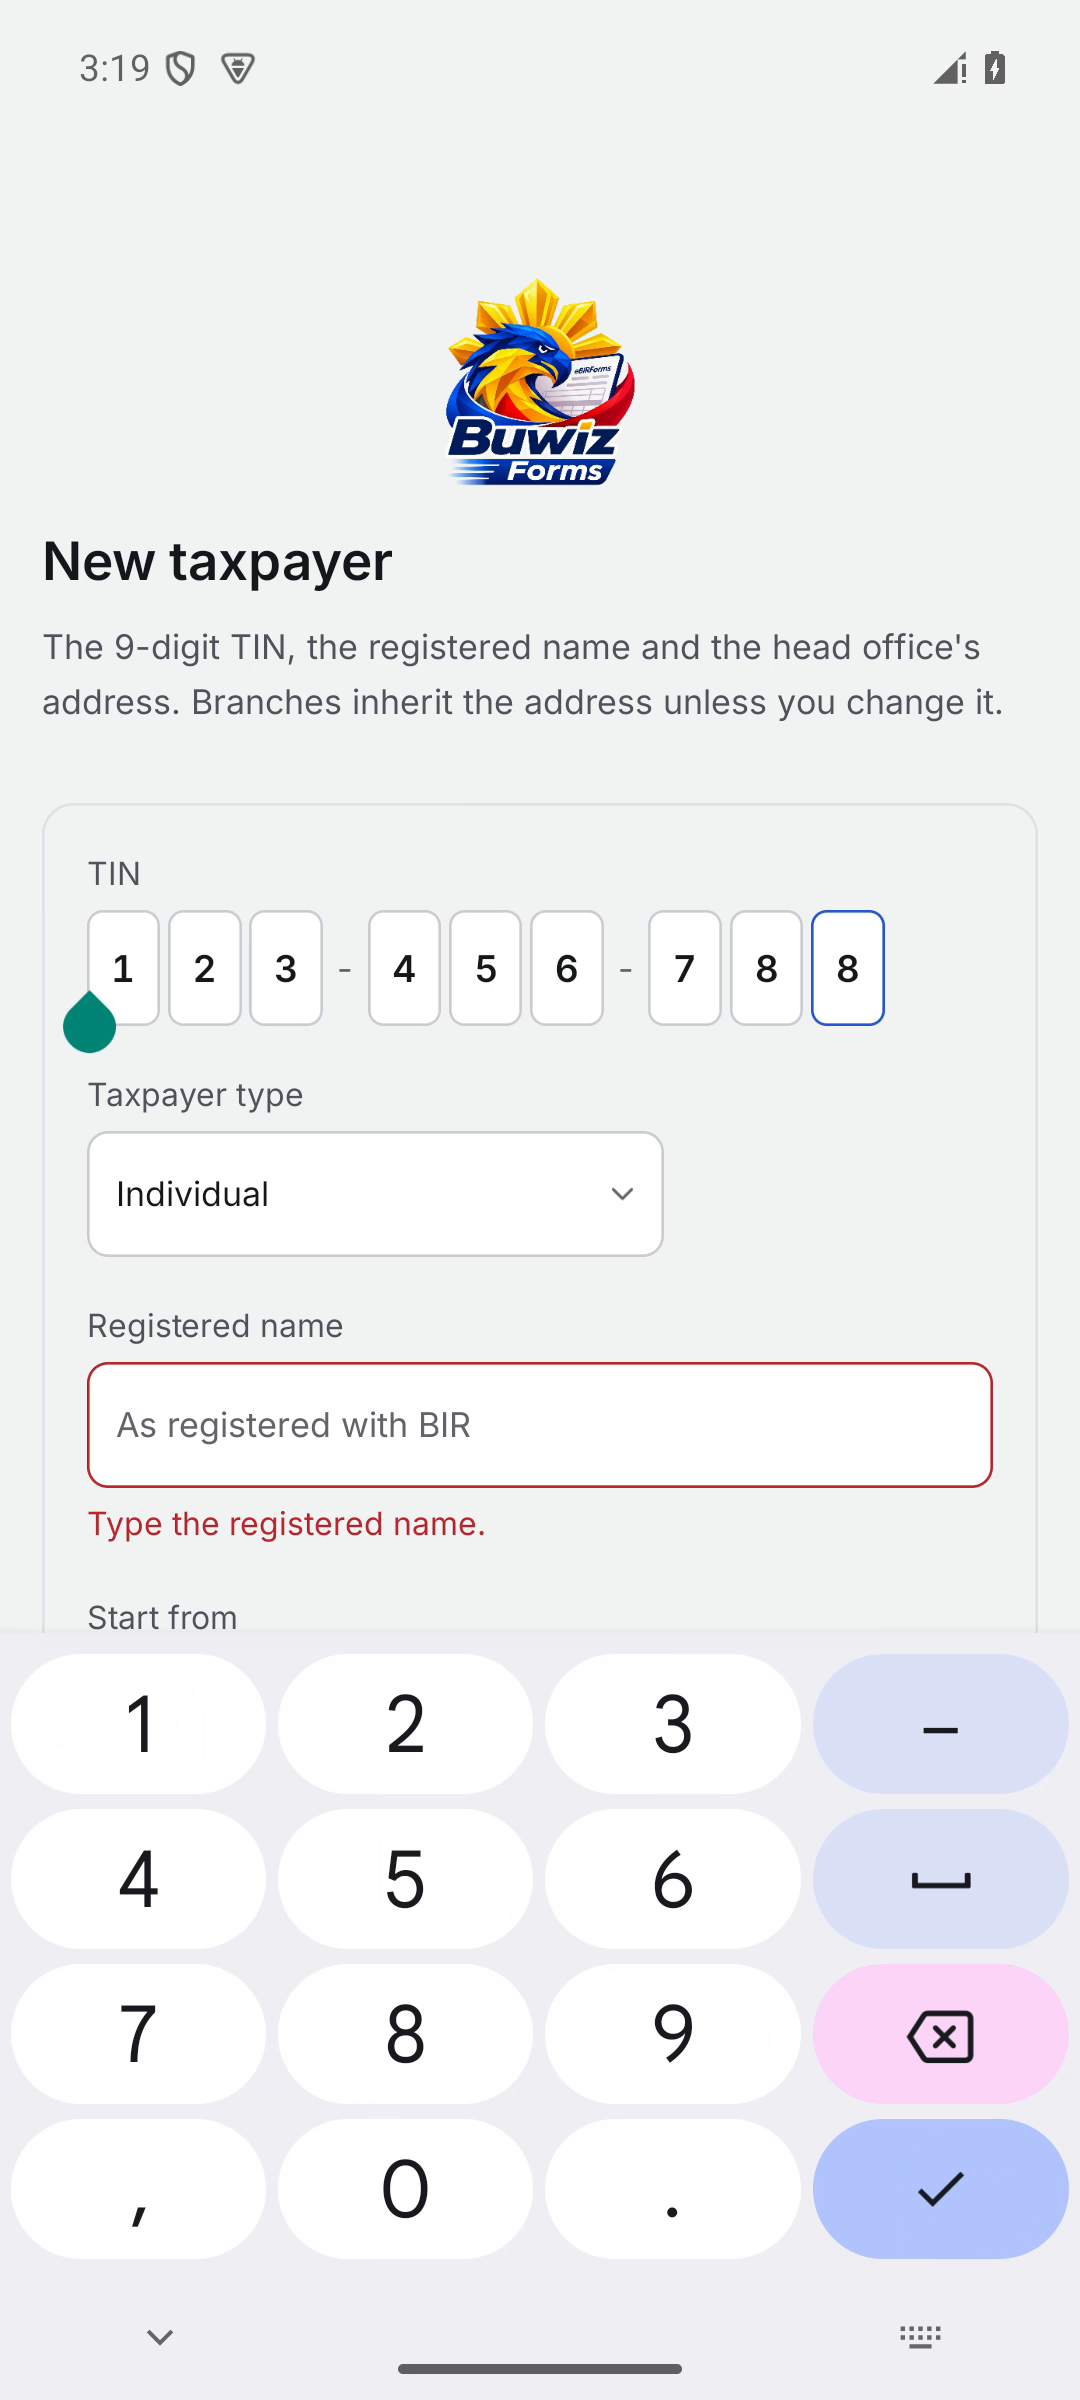 3:19
eBIRForms
Buwiz
Forms
New taxpayer
The 9-digit TIN, the registered name and the head office's
address. Branches inherit the address unless you change it.
TIN
1 2 3 - 4 5 6 - 7 8 8
Taxpayer type
Individual
Registered name
As registered with BIR
Type the registered name.
Start from
1 2 3 –
4 5 6
7 8 9
, 0 .